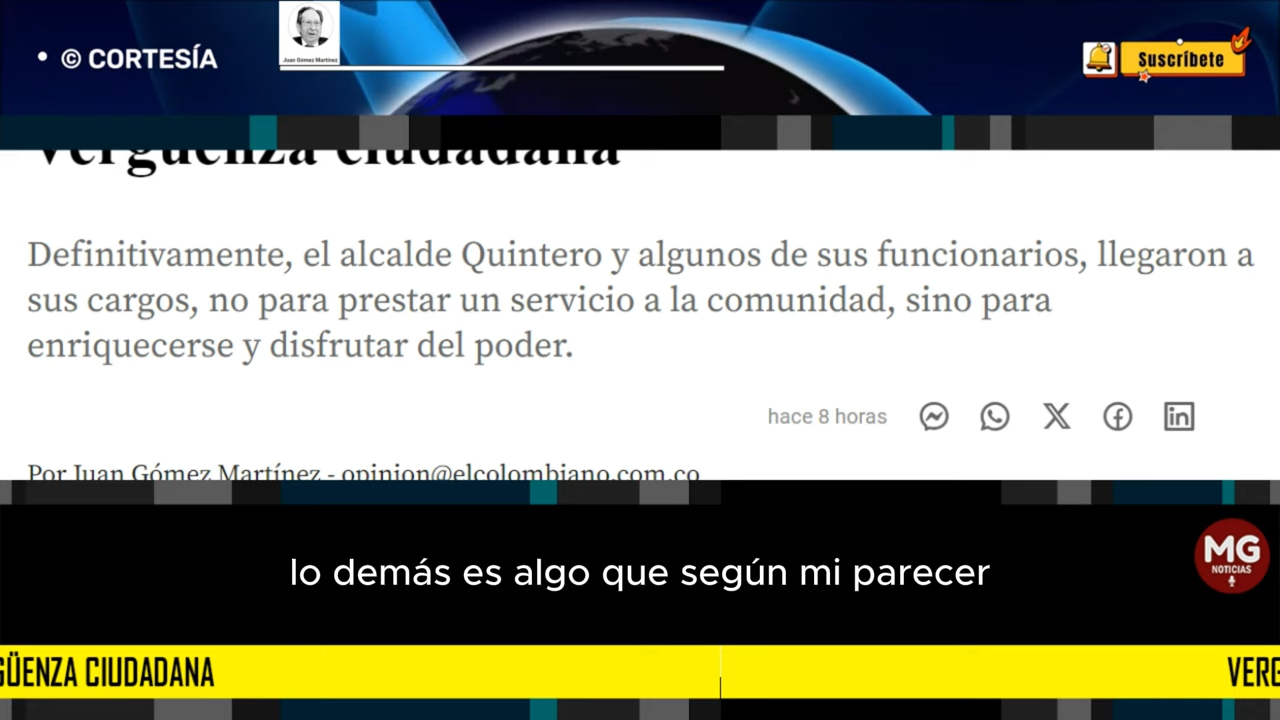 • © CORTESÍA
Juan Gómez Martínez
Suscríbete
Vergüenza ciudadana
Definitivamente, el alcalde Quintero y algunos de sus funcionarios, llegaron a
sus cargos, no para prestar un servicio a la comunidad, sino para
enriquecerse y disfrutar del poder.
hace 8 horas
Por Juan Gómez Martínez - opinion@elcolombiano.com.co
lo demás es algo que según mi parecer
MG
NOTICIAS
GÜENZA CIUDADANA
VERG